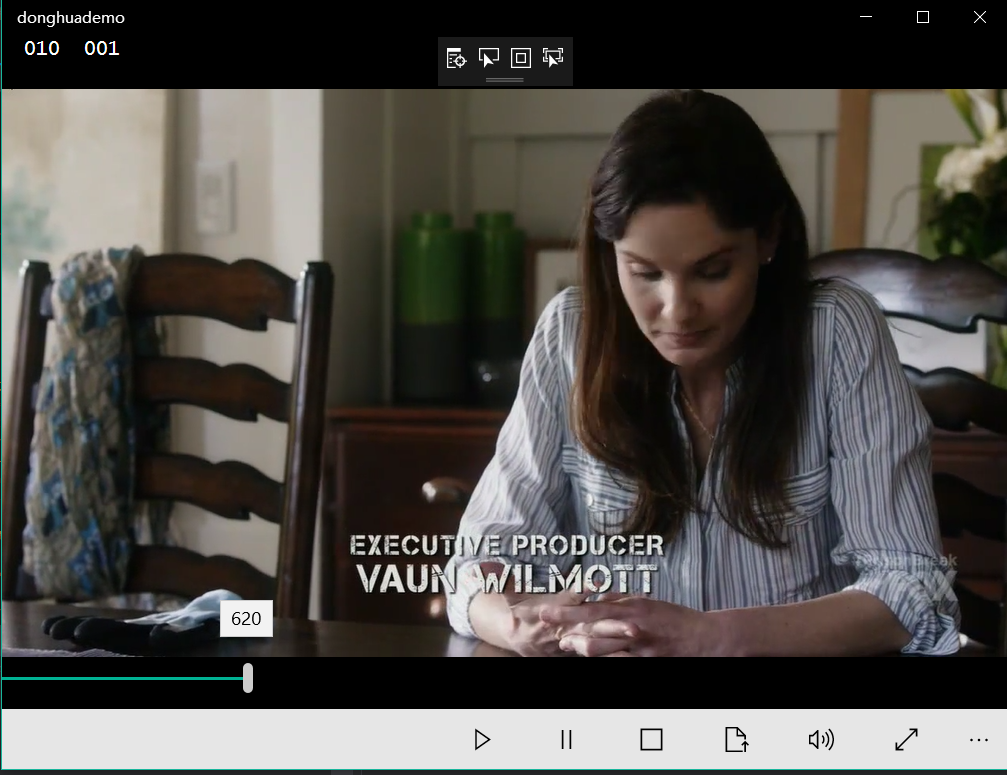 donghuademo
010 001
EXECUTIVE PRODUCER
VAUN WILMOTT
620